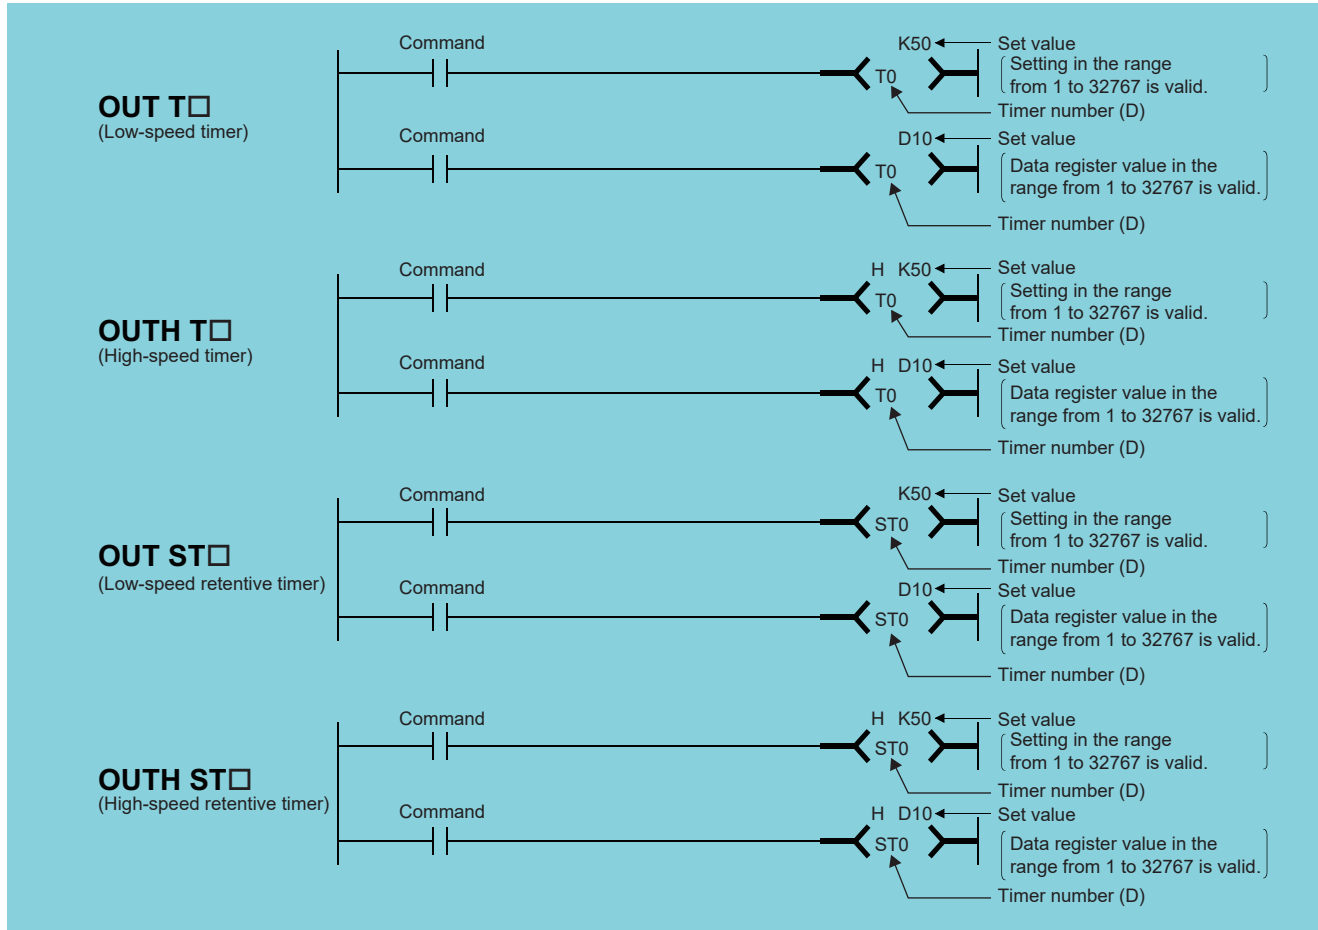 Command
K50
Set value
T0
Setting in the range
from 1 to 32767 is valid.
OUT T□
(Low-speed timer)
Timer number (D)
Command
D10
Set value
T0
Data register value in the
range from 1 to 32767 is valid.
Timer number (D)
Command
H K50
Set value
T0
Setting in the range
from 1 to 32767 is valid.
OUTH T□
(High-speed timer)
Timer number (D)
Command
H D10
Set value
T0
Data register value in the
range from 1 to 32767 is valid.
Timer number (D)
Command
K50
Set value
ST0
Setting in the range
from 1 to 32767 is valid.
OUT ST□
(Low-speed retentive timer)
Timer number (D)
Command
D10
Set value
ST0
Data register value in the
range from 1 to 32767 is valid.
Timer number (D)
Command
H K50
Set value
ST0
Setting in the range
from 1 to 32767 is valid.
OUTH ST□
(High-speed retentive timer)
Timer number (D)
Command
H D10
Set value
ST0
Data register value in the
range from 1 to 32767 is valid.
Timer number (D)